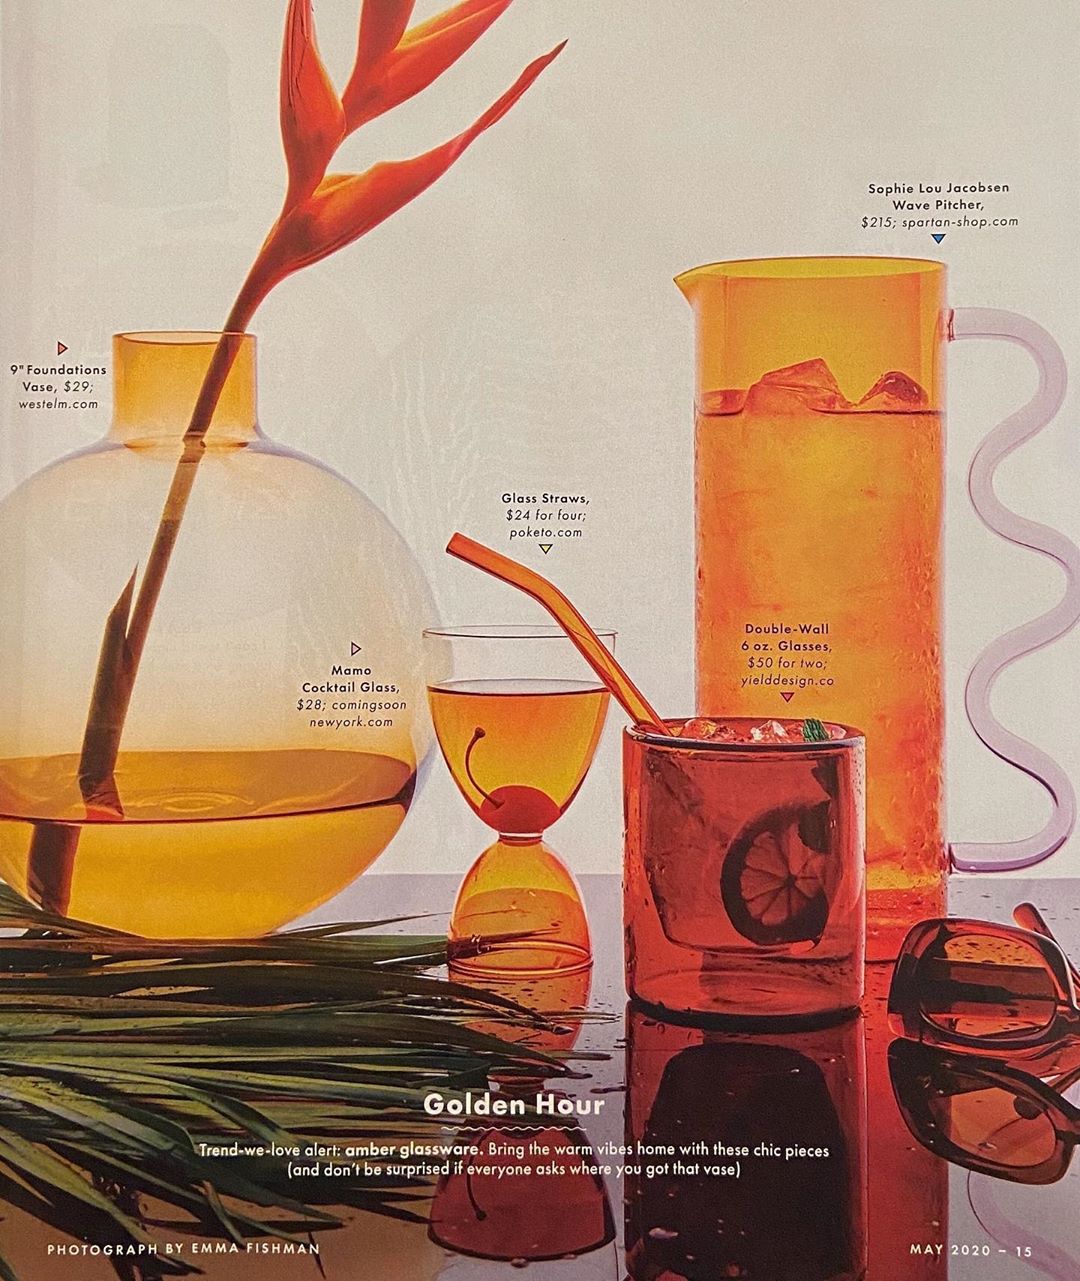 Sophie Lou Jacobsen
Wave Pitcher,
$215; spartan-shop.com
9" Foundations
Vase, $29;
westelm.com
Glass Straws,
$24 for four;
poketo.com
Double-Wall
6 oz. Glasses,
$50 for two;
yielddesign.co
Mamo
Cocktail Glass,
$28; comingsoon
newyork.com
Golden Hour
Trend-we-love alert: amber glassware. Bring the warm vibes home with these chic pieces
(and don't be surprised if everyone asks where you got that vase)
PHOTOGRAPH BY EMMA FISHMAN
MAY 2020 – 15